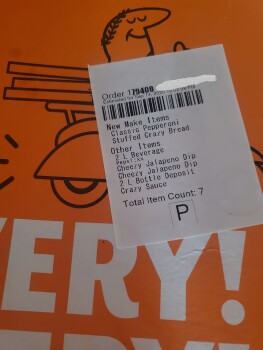 Order 179400
New Make Items
Classic Pepperoni
Stuffed Crazy Bread
Other Items
2 L Beverage
Cheezy Jalapeno Dip
Cheezy Jalapeno Dip
2 L Bottle Deposit
Crazy Sauce
Total Item Count: 7
P
ERY!